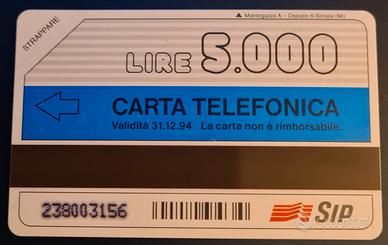 ▲ Mantegazza A. - Ospiate di Bollate (MI)
STRAPPARE
LIRE 5.000
CARTA TELEFONICA
Validità 31.12.94 La carta non è rimborsabile.
238003156
SIP
subito